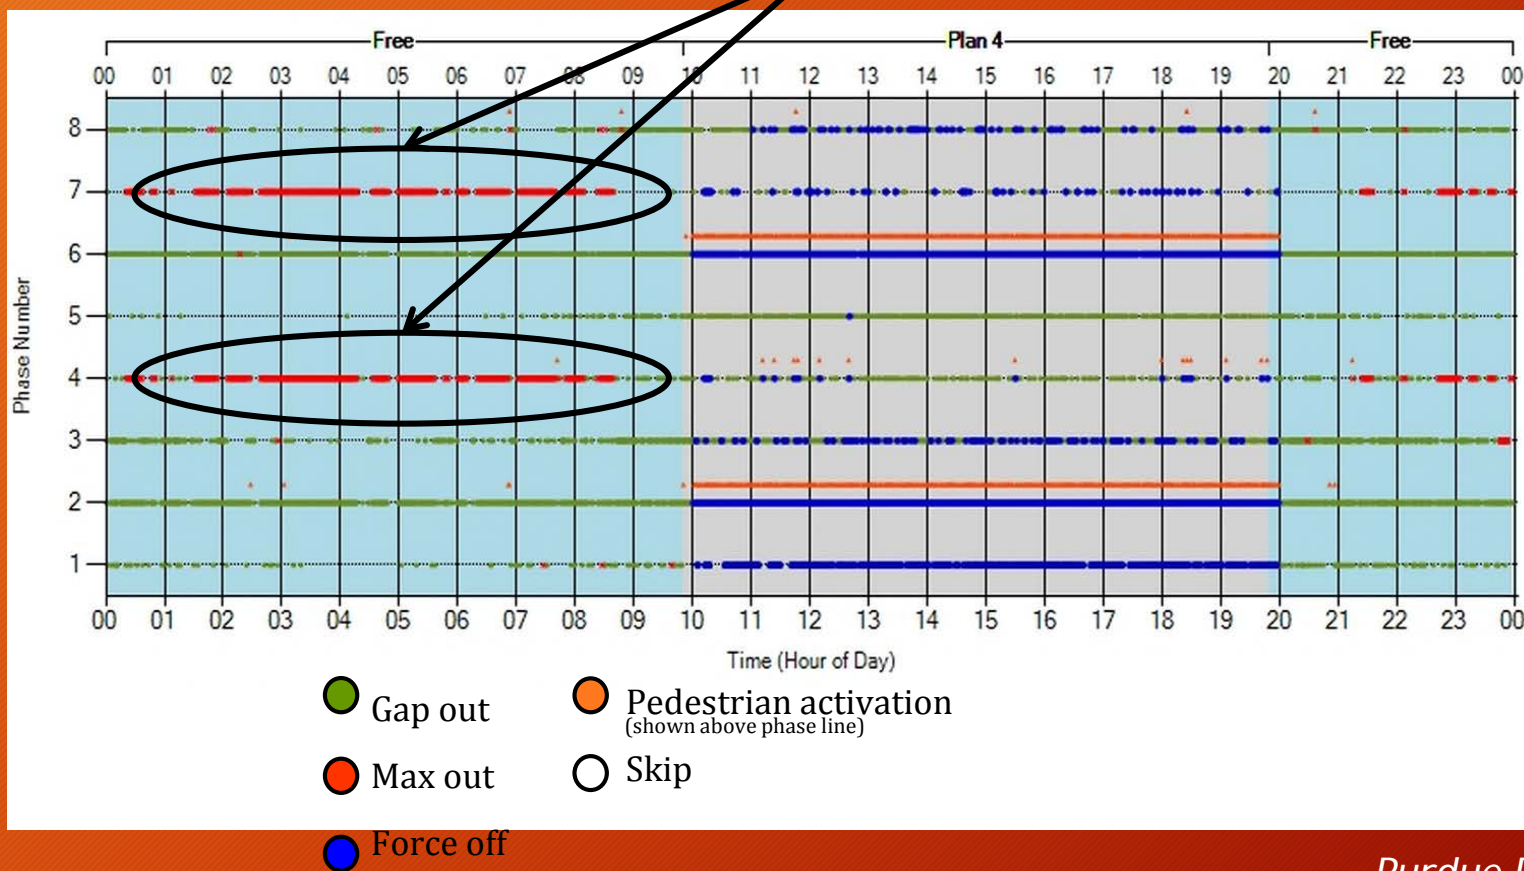 Free Plan 4 Free
00 01 02 03 04 05 06 07 08 09 10 11 12 13 14 15 16 17 18 19 20 21 22 23 00
8
7
6
5
4
3
2
1
Phase Number
00 01 02 03 04 05 06 07 08 09 10 11 12 13 14 15 16 17 18 19 20 21 22 23 00
Time (Hour of Day)
Gap out
Pedestrian activation
(shown above phase line)
Max out
Skip
Force off
Purdue